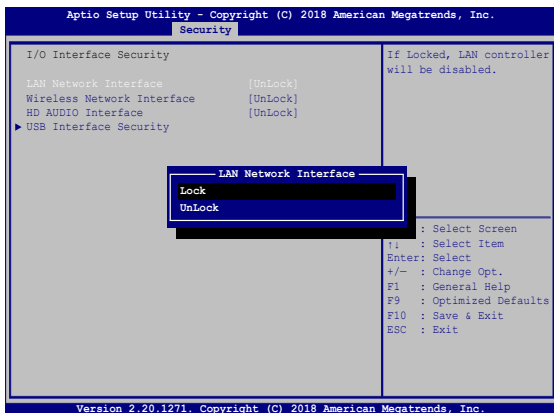 Aptio Setup Utility - Copyright (C) 2018 American Megatrends, Inc.
Security
I/O Interface Security
LAN Network Interface [UnLock]
Wireless Network Interface [UnLock]
HD AUDIO Interface [UnLock]
USB Interface Security
If Locked, LAN controller
will be disabled.
LAN Network Interface
Lock
UnLock
: Select Screen
↑↓ : Select Item
Enter: Select
+/— : Change Opt.
F1 : General Help
F9 : Optimized Defaults
F10 : Save & Exit
ESC : Exit
Version 2.20.1271. Copyright (C) 2018 American Megatrends, Inc.